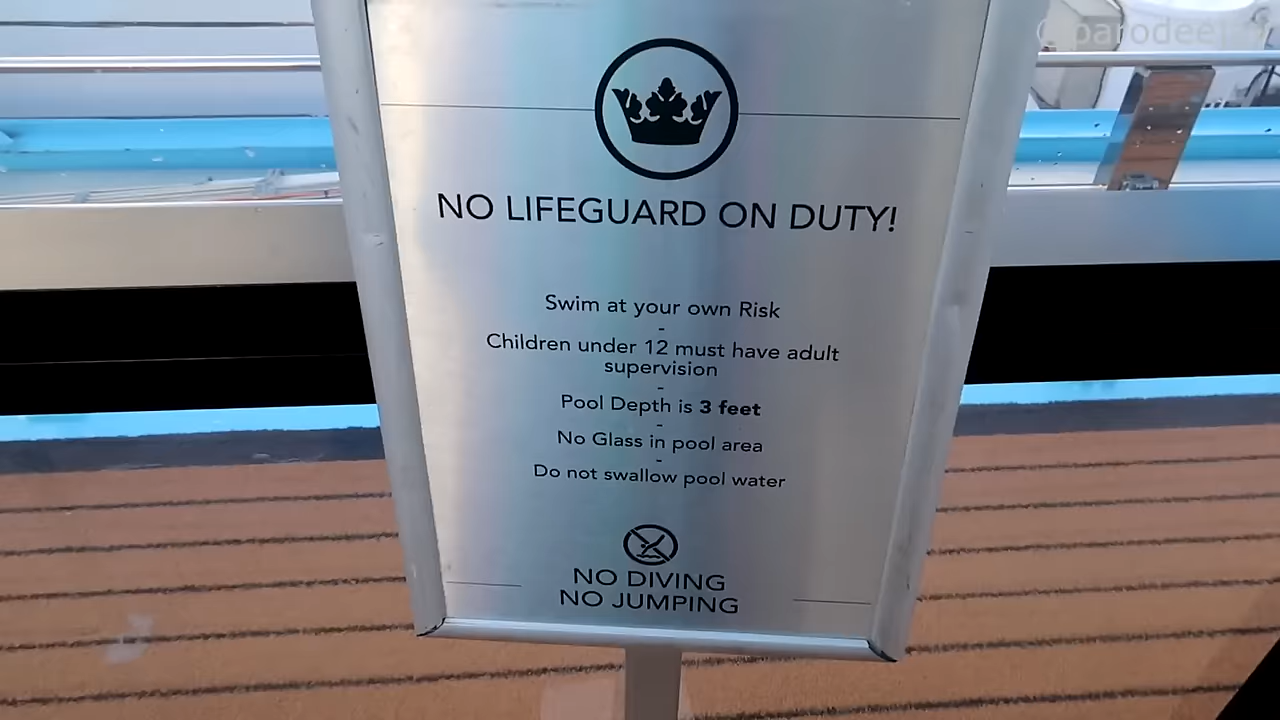 NO LIFEGUARD ON DUTY!
Swim at your own Risk
-
Children under 12 must have adult
supervision
-
Pool Depth is 3 feet
-
No Glass in pool area
-
Do not swallow pool water
NO DIVING
NO JUMPING